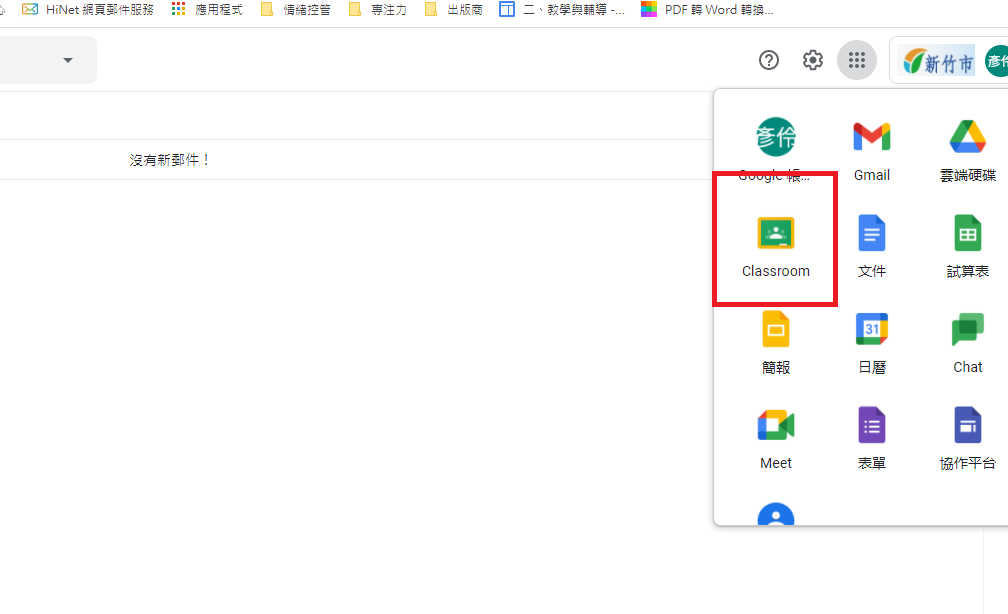 HiNet 網頁郵件服務 應用程式 情緒控管 專注力 出版商 二、教學與輔導 -... PDF 轉 Word 轉換...
新竹市 彥伶
沒有新郵件！
彥伶
Google 帳... Gmail 雲端硬碟
Classroom 文件 試算表
31
簡報 日曆 Chat
Meet 表單 協作平台